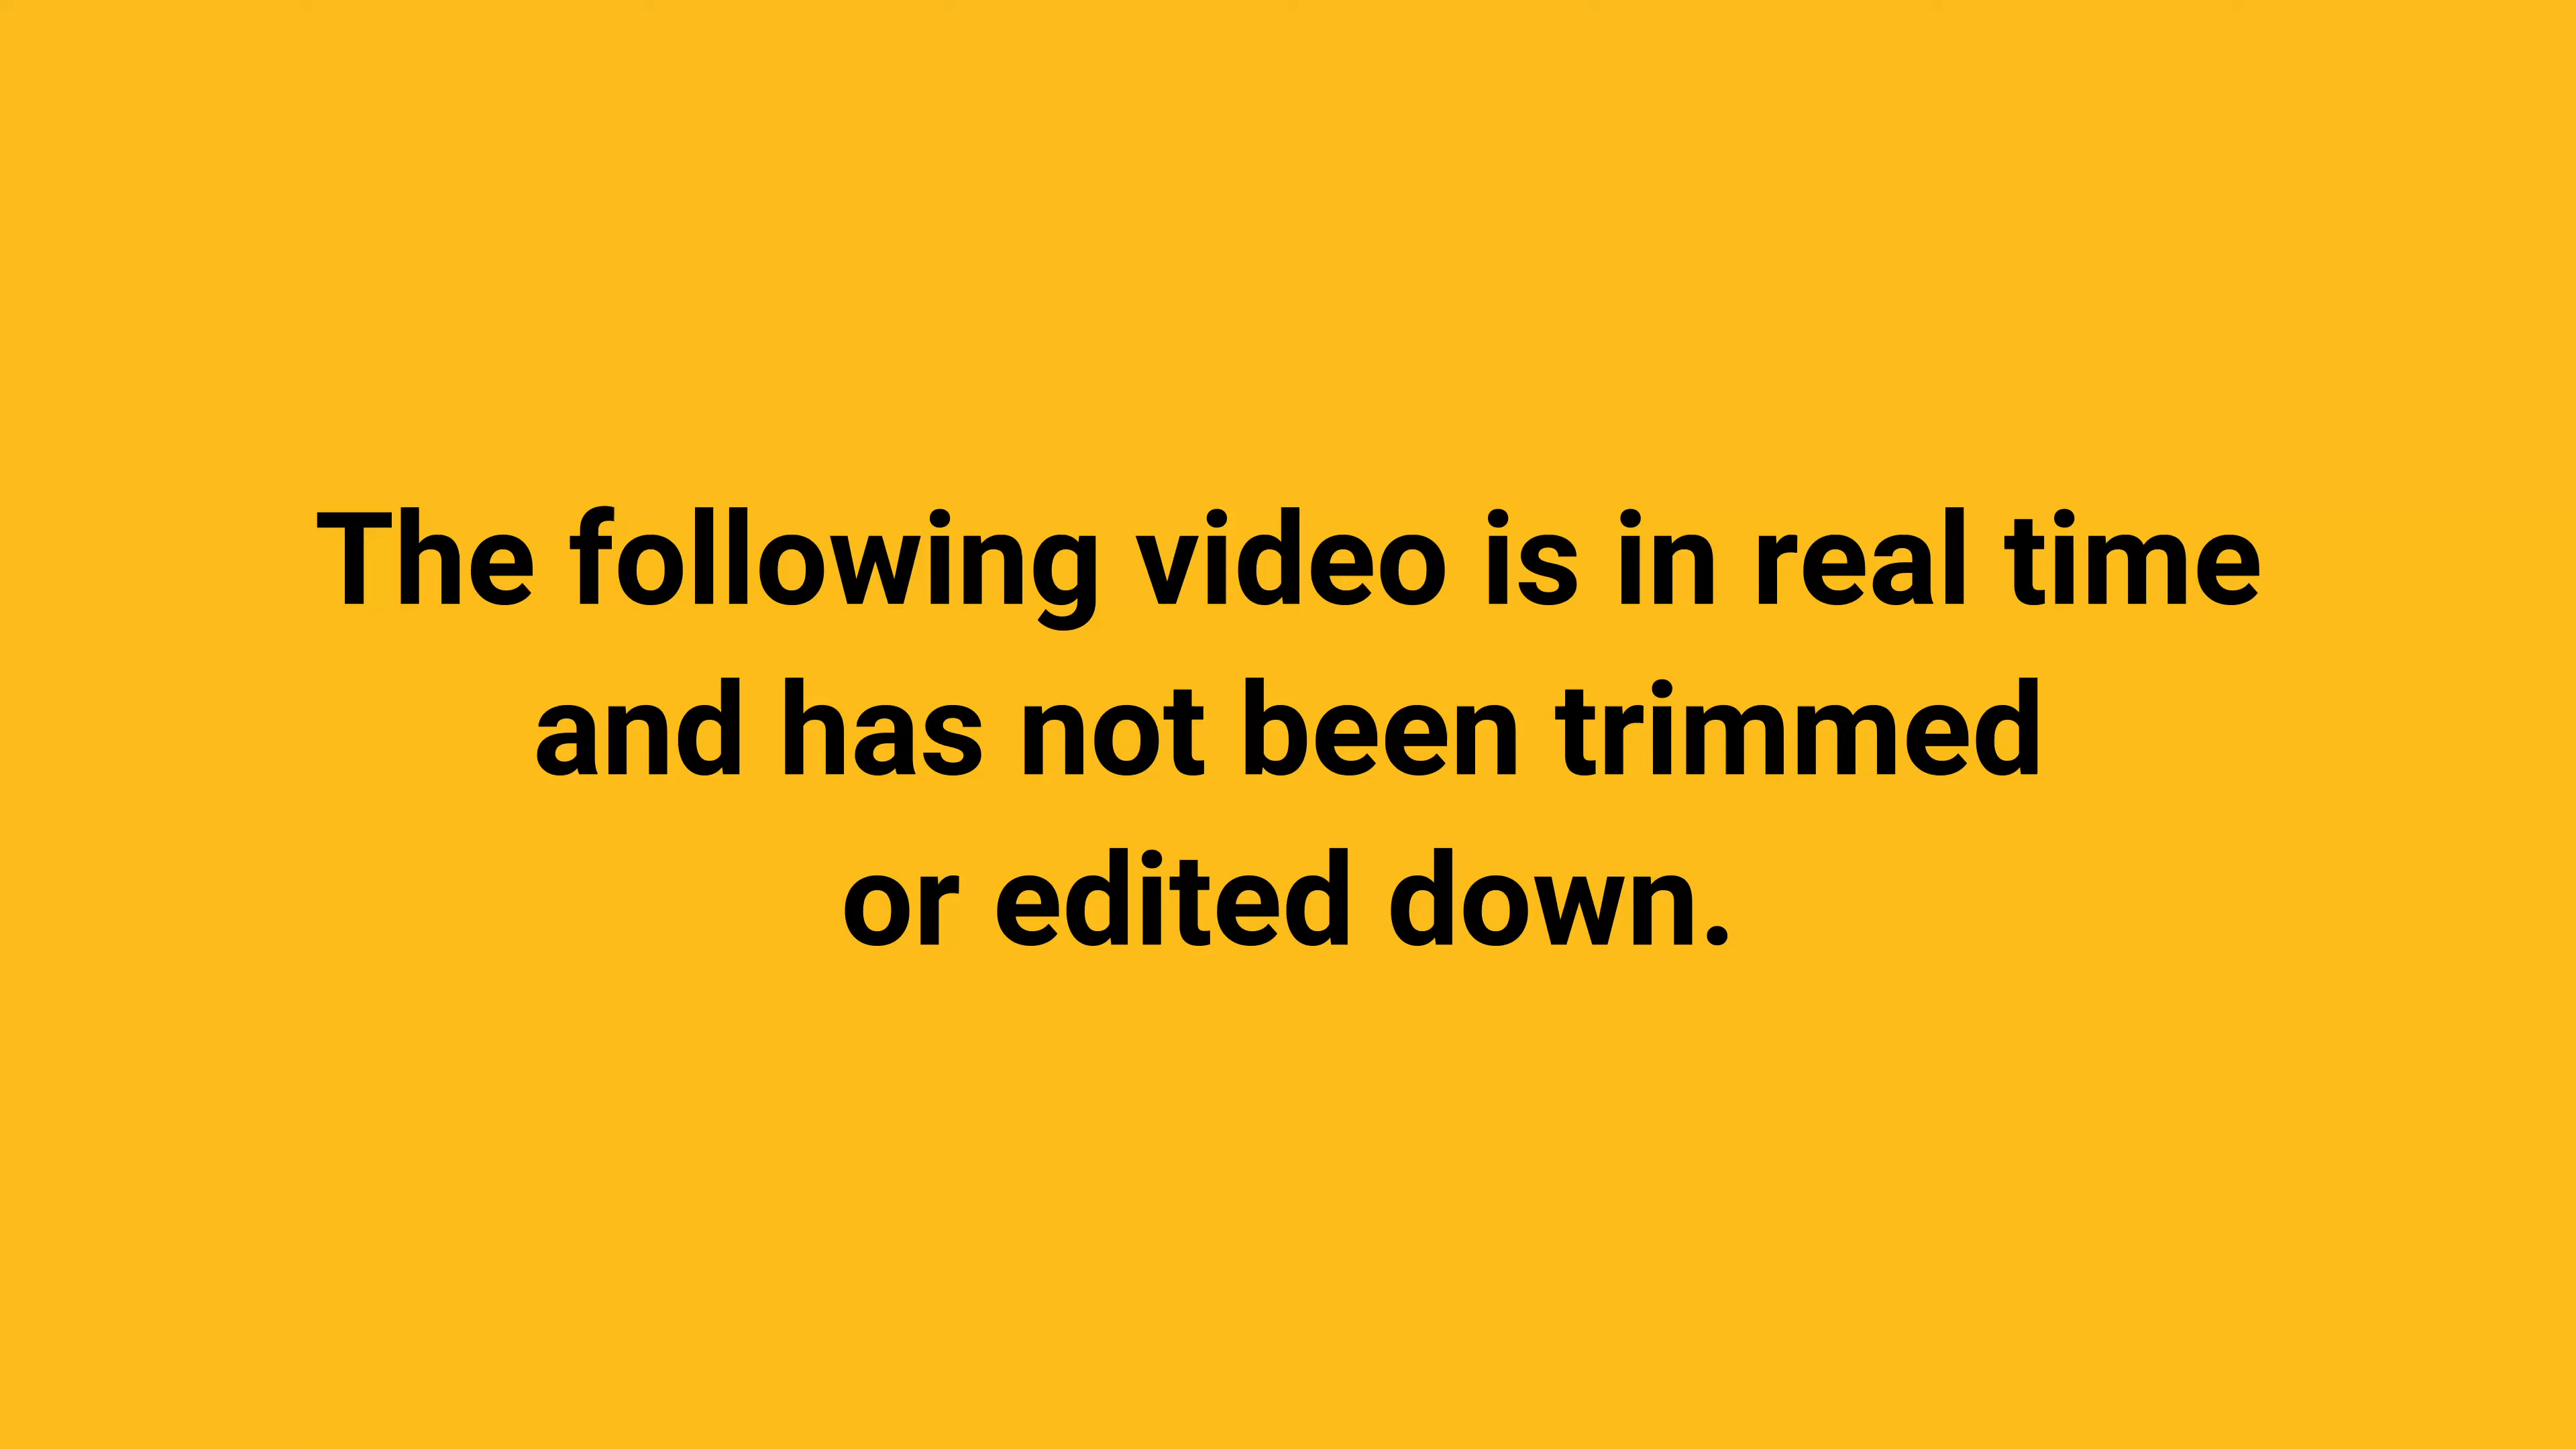 The following video is in real time
and has not been trimmed
or edited down.